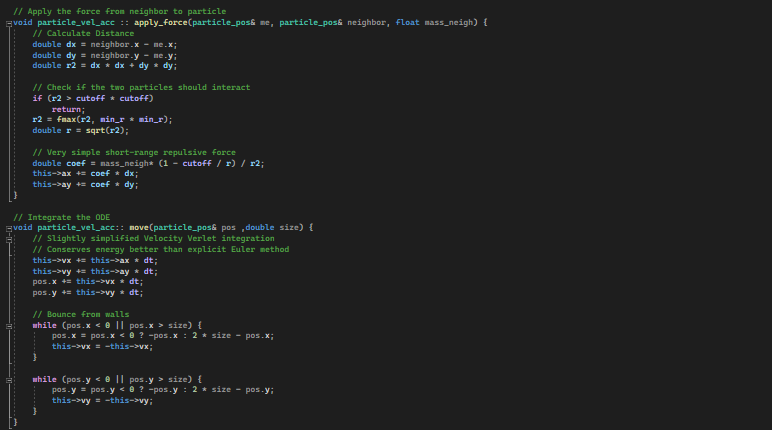 // Apply the force from neighbor to particle
void particle_vel_acc :: apply_force(particle_pos& me, particle_pos& neighbor, float mass_neigh) {
// Calculate Distance
double dx = neighbor.x - me.x;
double dy = neighbor.y - me.y;
double r2 = dx * dx + dy * dy;
// Check if the two particles should interact
if (r2 > cutoff * cutoff)
return;
r2 = fmax(r2, min_r * min_r);
double r = sqrt(r2);
// Very simple short-range repulsive force
double coef = mass_neigh* (1 - cutoff / r) / r2;
this->ax += coef * dx;
this->ay += coef * dy;
}
// Integrate the ODE
void particle_vel_acc:: move(particle_pos& pos ,double size) {
// Slightly simplified Velocity Verlet integration
// Conserves energy better than explicit Euler method
this->vx += this->ax * dt;
this->vy += this->ay * dt;
pos.x += this->vx * dt;
pos.y += this->vy * dt;
// Bounce from walls
while (pos.x < 0 || pos.x > size) {
pos.x = pos.x < 0 ? -pos.x : 2 * size - pos.x;
this->vx = -this->vx;
}
while (pos.y < 0 || pos.y > size) {
pos.y = pos.y < 0 ? -pos.y : 2 * size - pos.y;
this->vy = -this->vy;
}
}